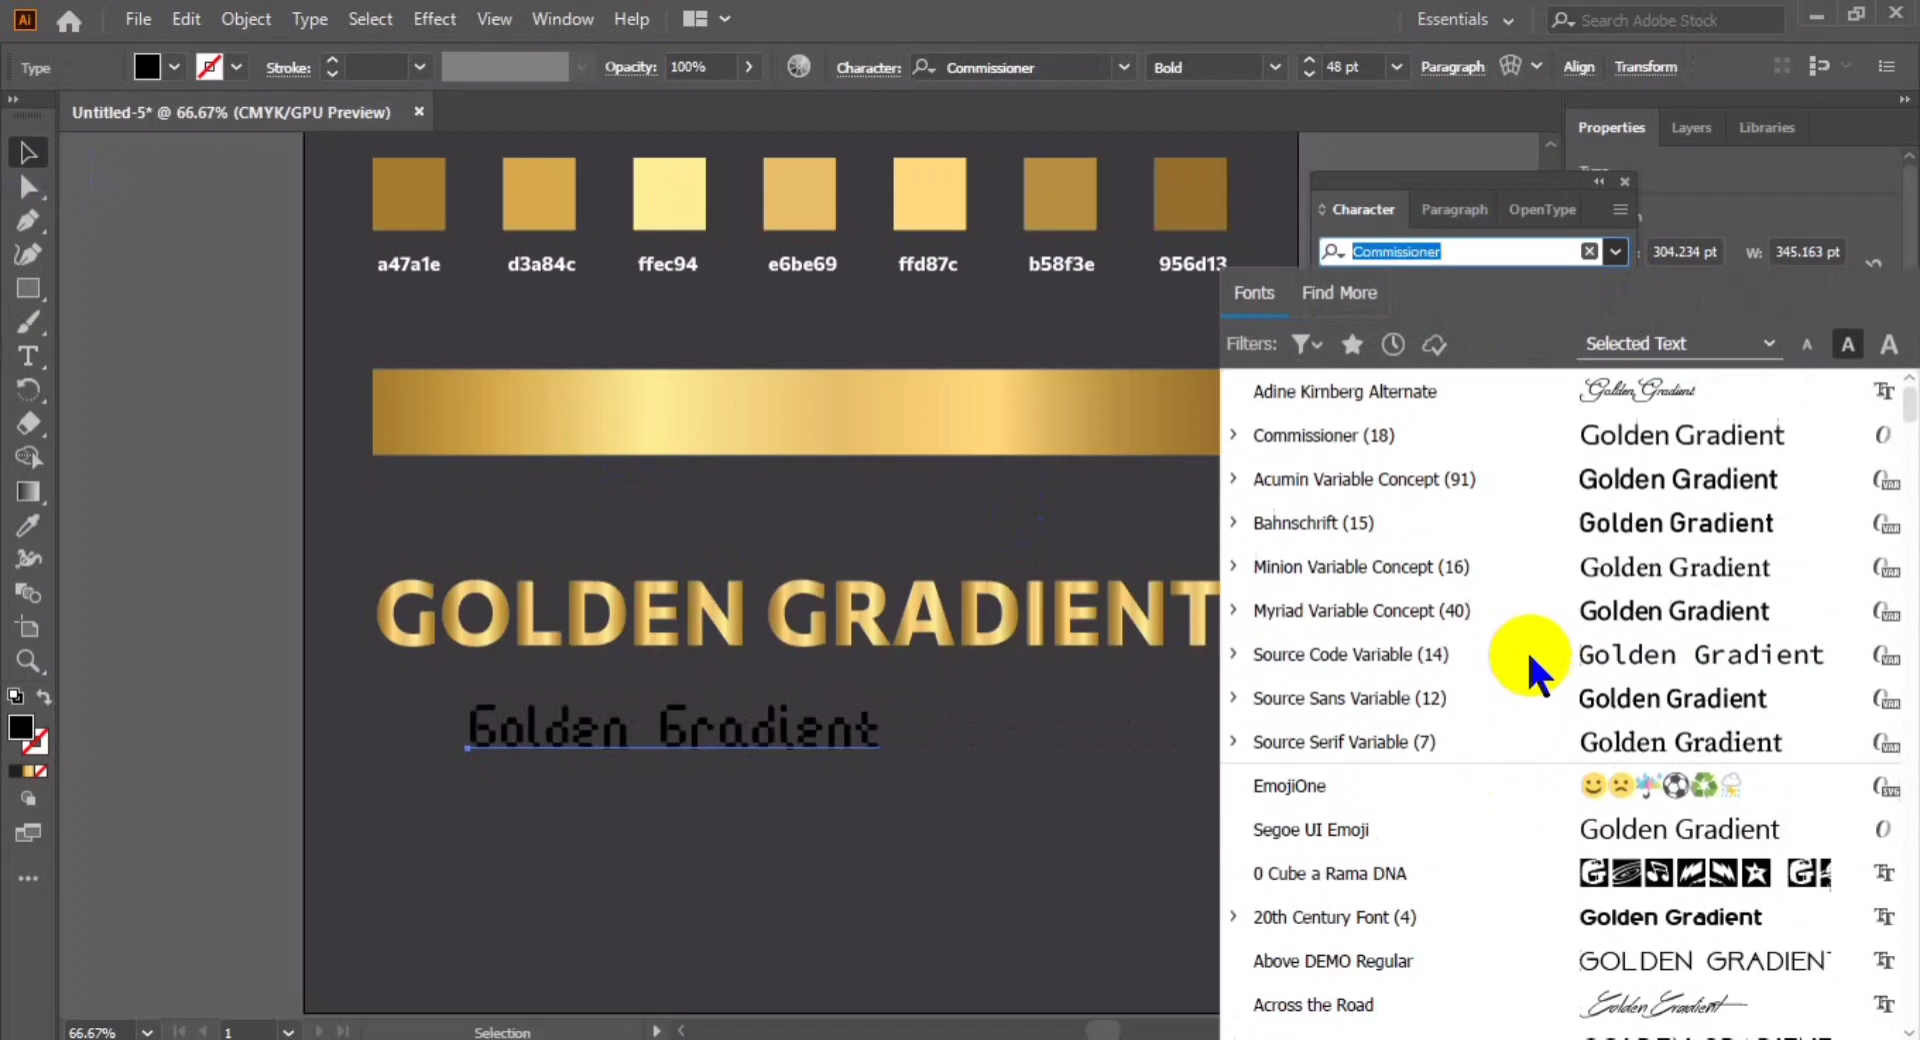 Ai File Edit Object Type Select Effect View Window Help Essentials Search Adobe Stock
Type Stroke: Opacity: 100% Character: Commissioner Bold 48 pt Paragraph Align Transform
Untitled-5* @ 66.67% (CMYK/GPU Preview)
Properties Layers Libraries
Character Paragraph OpenType
Commissioner
304.234 pt W: 345.163 pt
a47a1e d3a84c ffec94 e6be69 ffd87c b58f3e 956d13
Fonts Find More
Filters: Selected Text A A A
Adine Kirnberg Alternate Golden Gradient
Commissioner (18) Golden Gradient
Acumin Variable Concept (91) Golden Gradient
Bahnschrift (15) Golden Gradient
Minion Variable Concept (16) Golden Gradient
Myriad Variable Concept (40) Golden Gradient
Source Code Variable (14) Golden Gradient
Source Sans Variable (12) Golden Gradient
Source Serif Variable (7) Golden Gradient
EmojiOne
Segoe UI Emoji Golden Gradient
0 Cube a Rama DNA
20th Century Font (4) Golden Gradient
Above DEMO Regular GOLDEN GRADIENT
Across the Road Golden Gradient
GOLDEN GRADIENT
Golden Gradient
66.67% 1 Selection